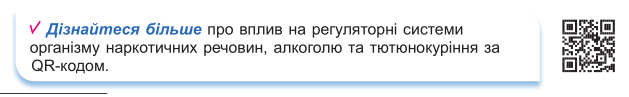 ✓ Дізнайтеся більше про вплив на регуляторні системи
організму наркотичних речовин, алкоголю та тютюнокуріння за
QR-кодом.